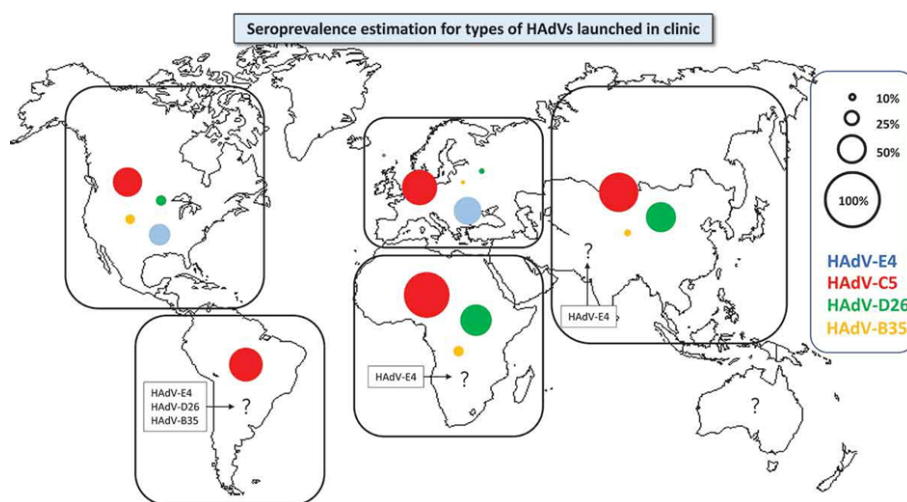 Seroprevalence estimation for types of HAdVs launched in clinic
10%
25%
50%
100%
HAdV-E4
HAdV-C5
HAdV-D26
HAdV-B35
?
HAdV-E4
HAdV-E4
?
HAdV-E4
HAdV-D26
HAdV-B35
?
?